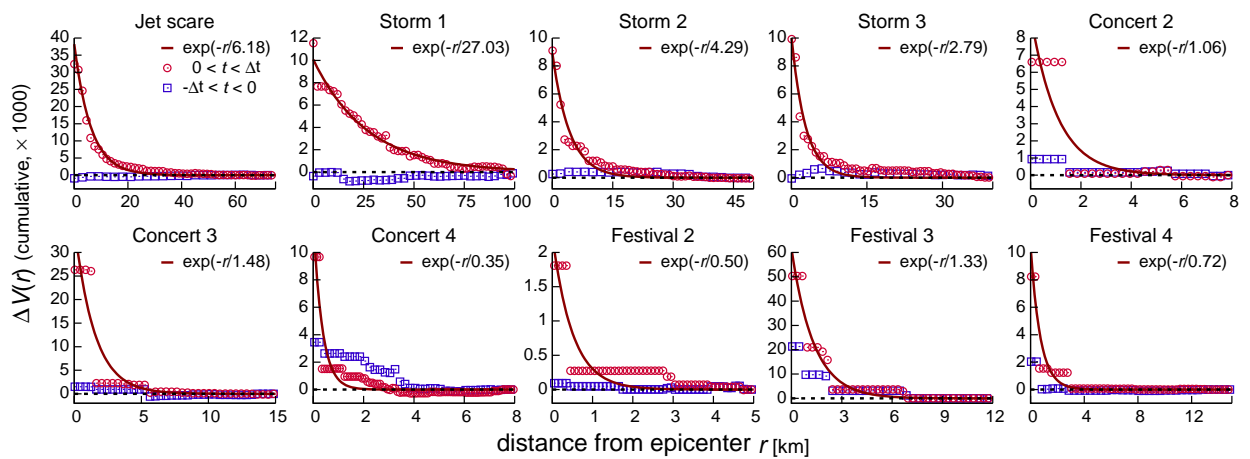 Jet scare
exp(-r/6.18)
0 < t < Δt
-Δt < t < 0
40
35
30
25
20
15
10
5
0
0 20 40 60
Storm 1
exp(-r/27.03)
12
10
8
6
4
2
0
0 25 50 75 100
Storm 2
exp(-r/4.29)
10
8
6
4
2
0
0 15 30 45
Storm 3
exp(-r/2.79)
10
8
6
4
2
0
0 15 30
Concert 2
exp(-r/1.06)
8
7
6
5
4
3
2
1
0
0 2 4 6 8
Concert 3
exp(-r/1.48)
30
25
20
15
10
5
0
0 5 10 15
Concert 4
exp(-r/0.35)
10
8
6
4
2
0
0 2 4 6 8
Festival 2
exp(-r/0.50)
2
1.5
1
0.5
0
0 1 2 3 4 5
Festival 3
exp(-r/1.33)
60
50
40
30
20
10
0
0 3 6 9 12
Festival 4
exp(-r/0.72)
10
8
6
4
2
0
0 4 8 12
ΔV(r) (cumulative, × 1000)
distance from epicenter r [km]